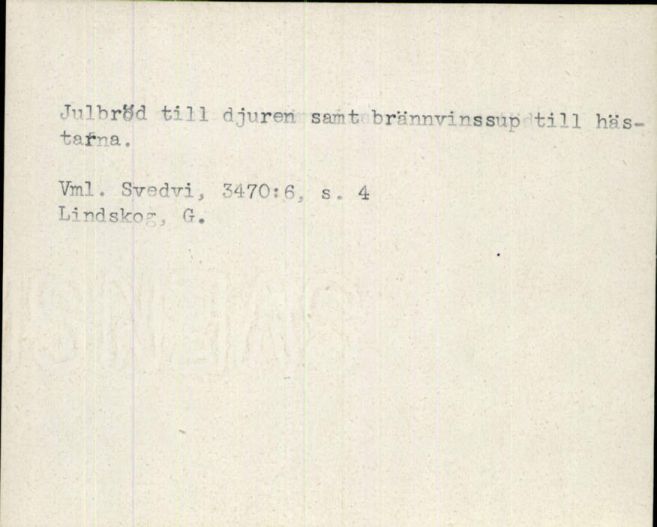 Julbröd till djuren samt brännvinssup till häs-
tarna.
Vml. Svedvi, 3470:6, s. 4
Lindskog, G.